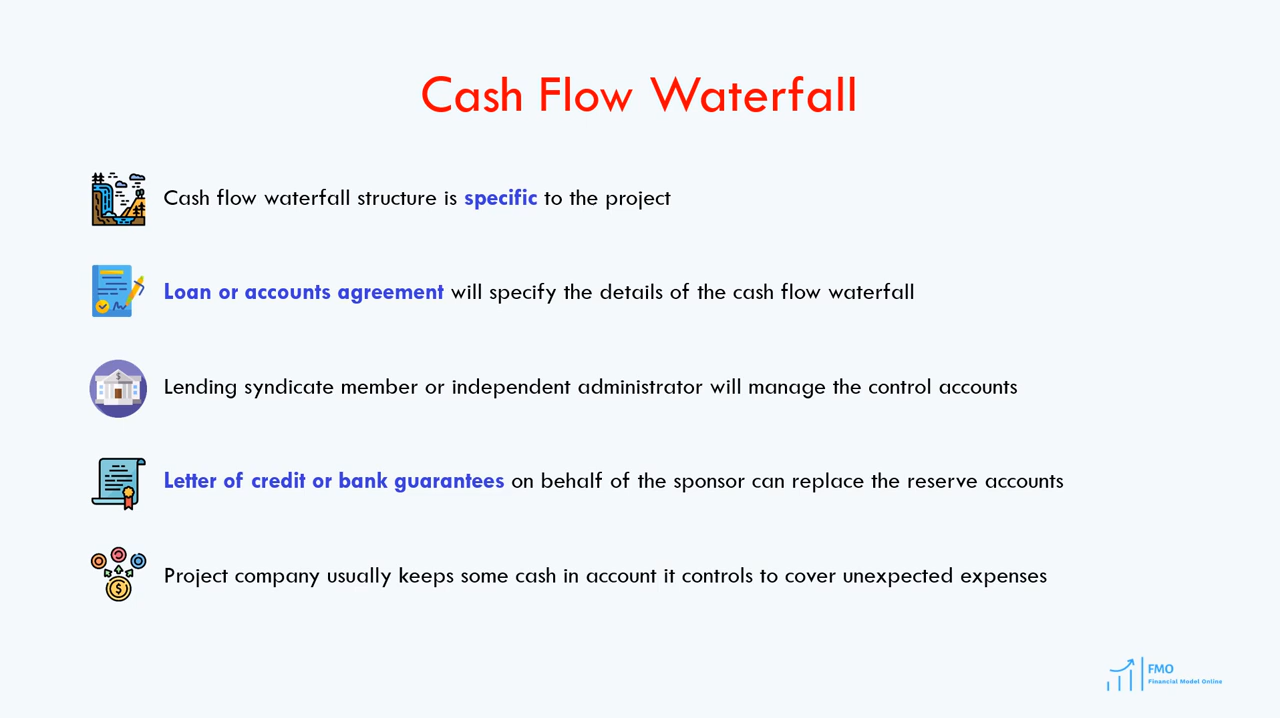 Cash Flow Waterfall
Cash flow waterfall structure is specific to the project
Loan or accounts agreement will specify the details of the cash flow waterfall
Lending syndicate member or independent administrator will manage the control accounts
Letter of credit or bank guarantees on behalf of the sponsor can replace the reserve accounts
Project company usually keeps some cash in account it controls to cover unexpected expenses
FMO
Financial Model Online